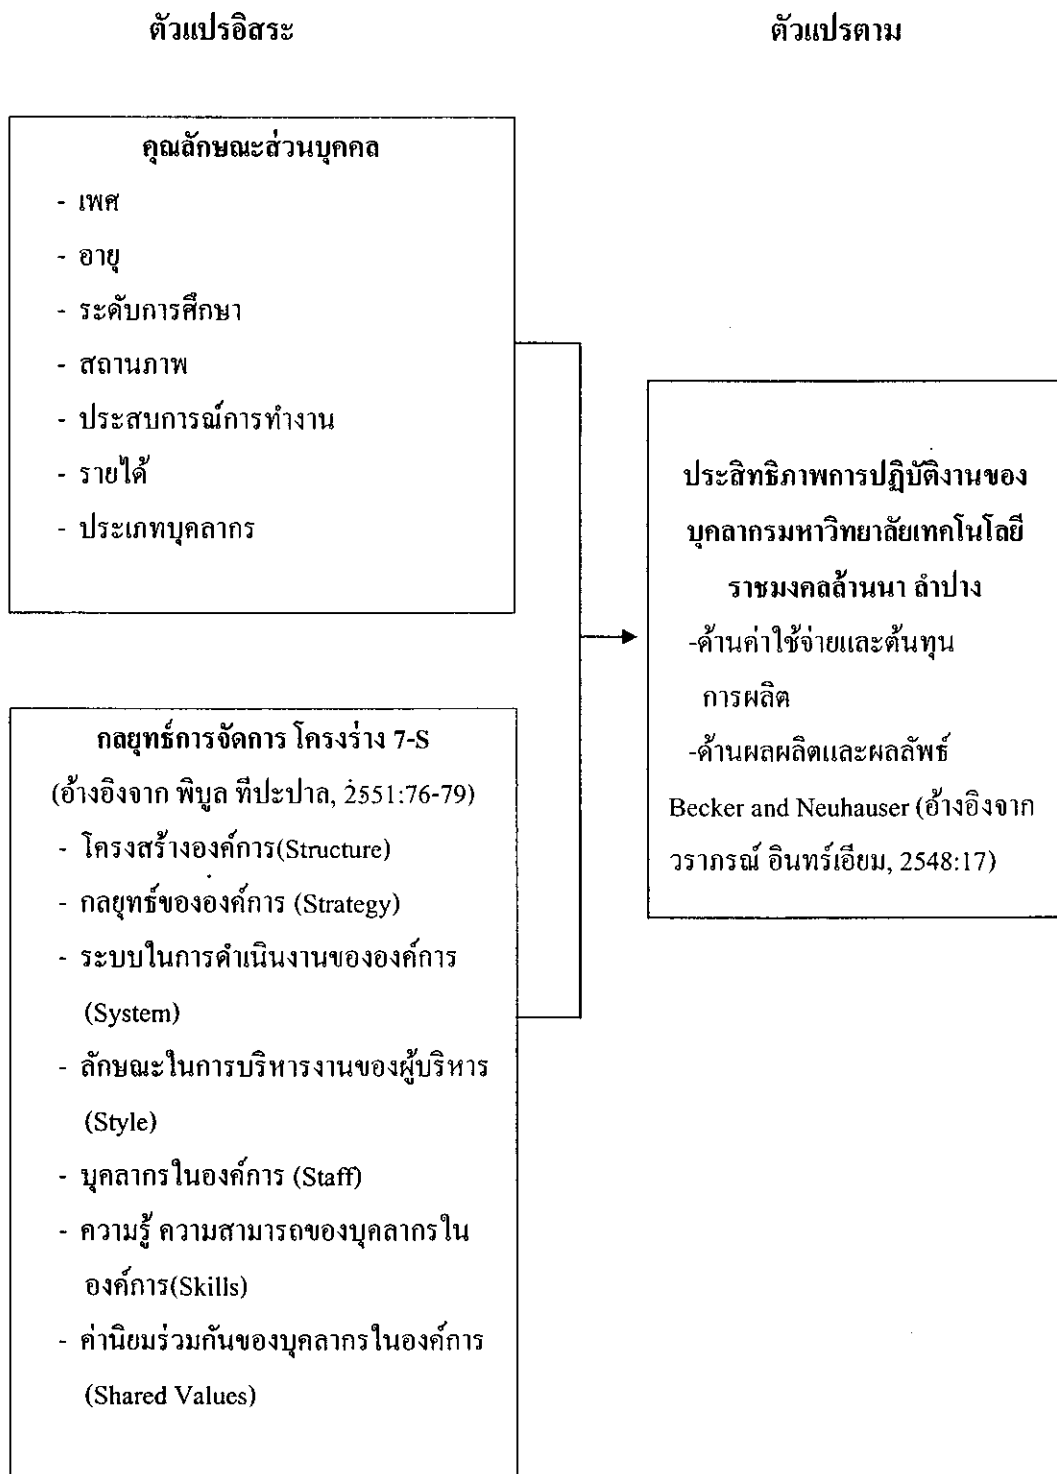 ตัวแปรอิสระ
ตัวแปรตาม
คุณลักษณะส่วนบุคคล
- เพศ
- อายุ
- ระดับการศึกษา
- สถานภาพ
- ประสบการณ์การทำงาน
- รายได้
- ประเภทบุคลากร
กลยุทธ์การจัดการ โครงร่าง 7-S
(อ้างอิงจาก พิบูล ทีปะปาล, 2551:76-79)
- โครงสร้างองค์การ(Structure)
- กลยุทธ์ขององค์การ (Strategy)
- ระบบในการดำเนินงานขององค์การ
(System)
- ลักษณะในการบริหารงานของผู้บริหาร
(Style)
- บุคลากรในองค์การ (Staff)
- ความรู้ ความสามารถของบุคลากรใน
องค์การ(Skills)
- ค่านิยมร่วมกันของบุคลากรในองค์การ
(Shared Values)
ประสิทธิภาพการปฏิบัติงานของ
บุคลากรมหาวิทยาลัยเทคโนโลยี
ราชมงคลล้านนา ลำปาง
-ด้านค่าใช้จ่ายและต้นทุน
การผลิต
-ด้านผลผลิตและผลลัพธ์
Becker and Neuhauser (อ้างอิงจาก
วราภรณ์ อินทร์เอียม, 2548:17)